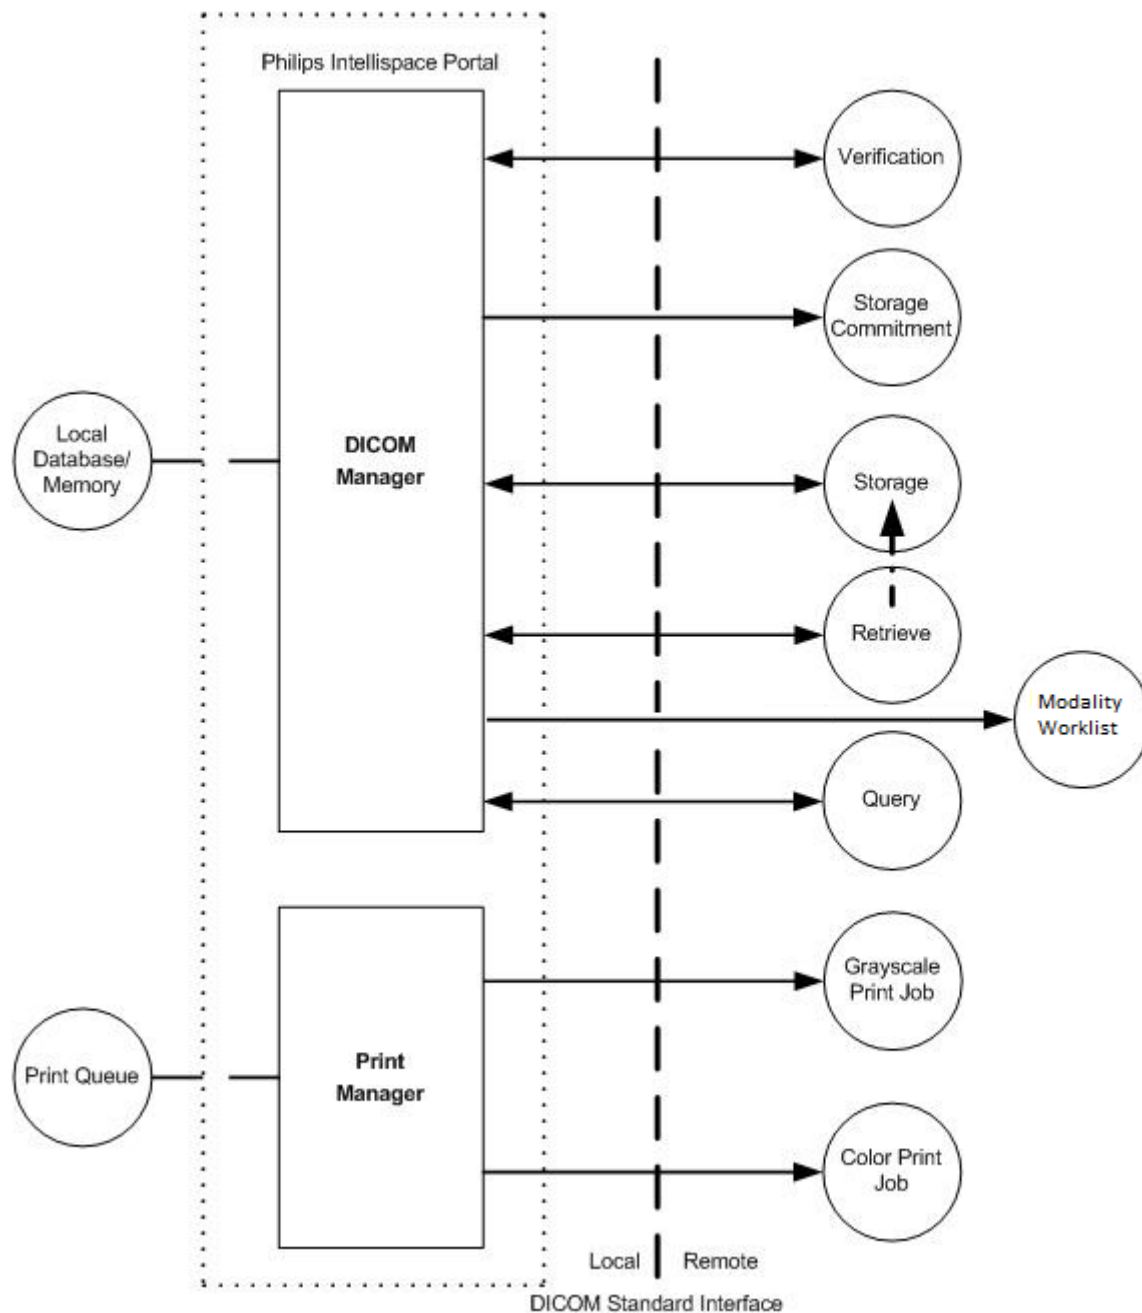 Philips Intellispace Portal
Verification
Storage
Commitment
Local
Database/
Memory
DICOM
Manager
Storage
Retrieve
Modality
Worklist
Query
Grayscale
Print Job
Print Queue
Print
Manager
Color Print
Job
Local
Remote
DICOM Standard Interface